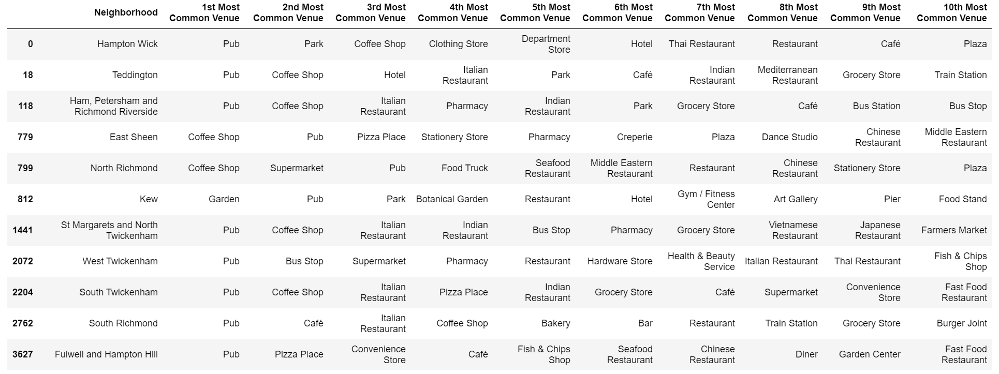 Neighborhood 1st Most Common Venue 2nd Most Common Venue 3rd Most Common Venue 4th Most Common Venue 5th Most Common Venue 6th Most Common Venue 7th Most Common Venue 8th Most Common Venue 9th Most Common Venue 10th Most Common Venue
0 Hampton Wick Pub Park Coffee Shop Clothing Store Department Store Hotel Thai Restaurant Restaurant Café Plaza
18 Teddington Pub Coffee Shop Hotel Italian Restaurant Park Café Indian Restaurant Mediterranean Restaurant Grocery Store Train Station
118 Ham, Petersham and Richmond Riverside Pub Coffee Shop Italian Restaurant Pharmacy Indian Restaurant Park Grocery Store Café Bus Station Bus Stop
779 East Sheen Coffee Shop Pub Pizza Place Stationery Store Pharmacy Creperie Plaza Dance Studio Chinese Restaurant Middle Eastern Restaurant
799 North Richmond Coffee Shop Supermarket Pub Food Truck Seafood Restaurant Middle Eastern Restaurant Restaurant Chinese Restaurant Stationery Store Plaza
812 Kew Garden Pub Park Botanical Garden Restaurant Hotel Gym / Fitness Center Art Gallery Pier Food Stand
1441 St Margarets and North Twickenham Pub Coffee Shop Italian Restaurant Indian Restaurant Bus Stop Pharmacy Grocery Store Vietnamese Restaurant Japanese Restaurant Farmers Market
2072 West Twickenham Pub Bus Stop Supermarket Pharmacy Restaurant Hardware Store Health & Beauty Service Italian Restaurant Thai Restaurant Fish & Chips Shop
2204 South Twickenham Pub Coffee Shop Italian Restaurant Pizza Place Indian Restaurant Grocery Store Café Supermarket Convenience Store Fast Food Restaurant
2762 South Richmond Pub Café Italian Restaurant Coffee Shop Bakery Bar Restaurant Train Station Grocery Store Burger Joint
3627 Fulwell and Hampton Hill Pub Pizza Place Convenience Store Café Fish & Chips Shop Seafood Restaurant Chinese Restaurant Diner Garden Center Fast Food Restaurant